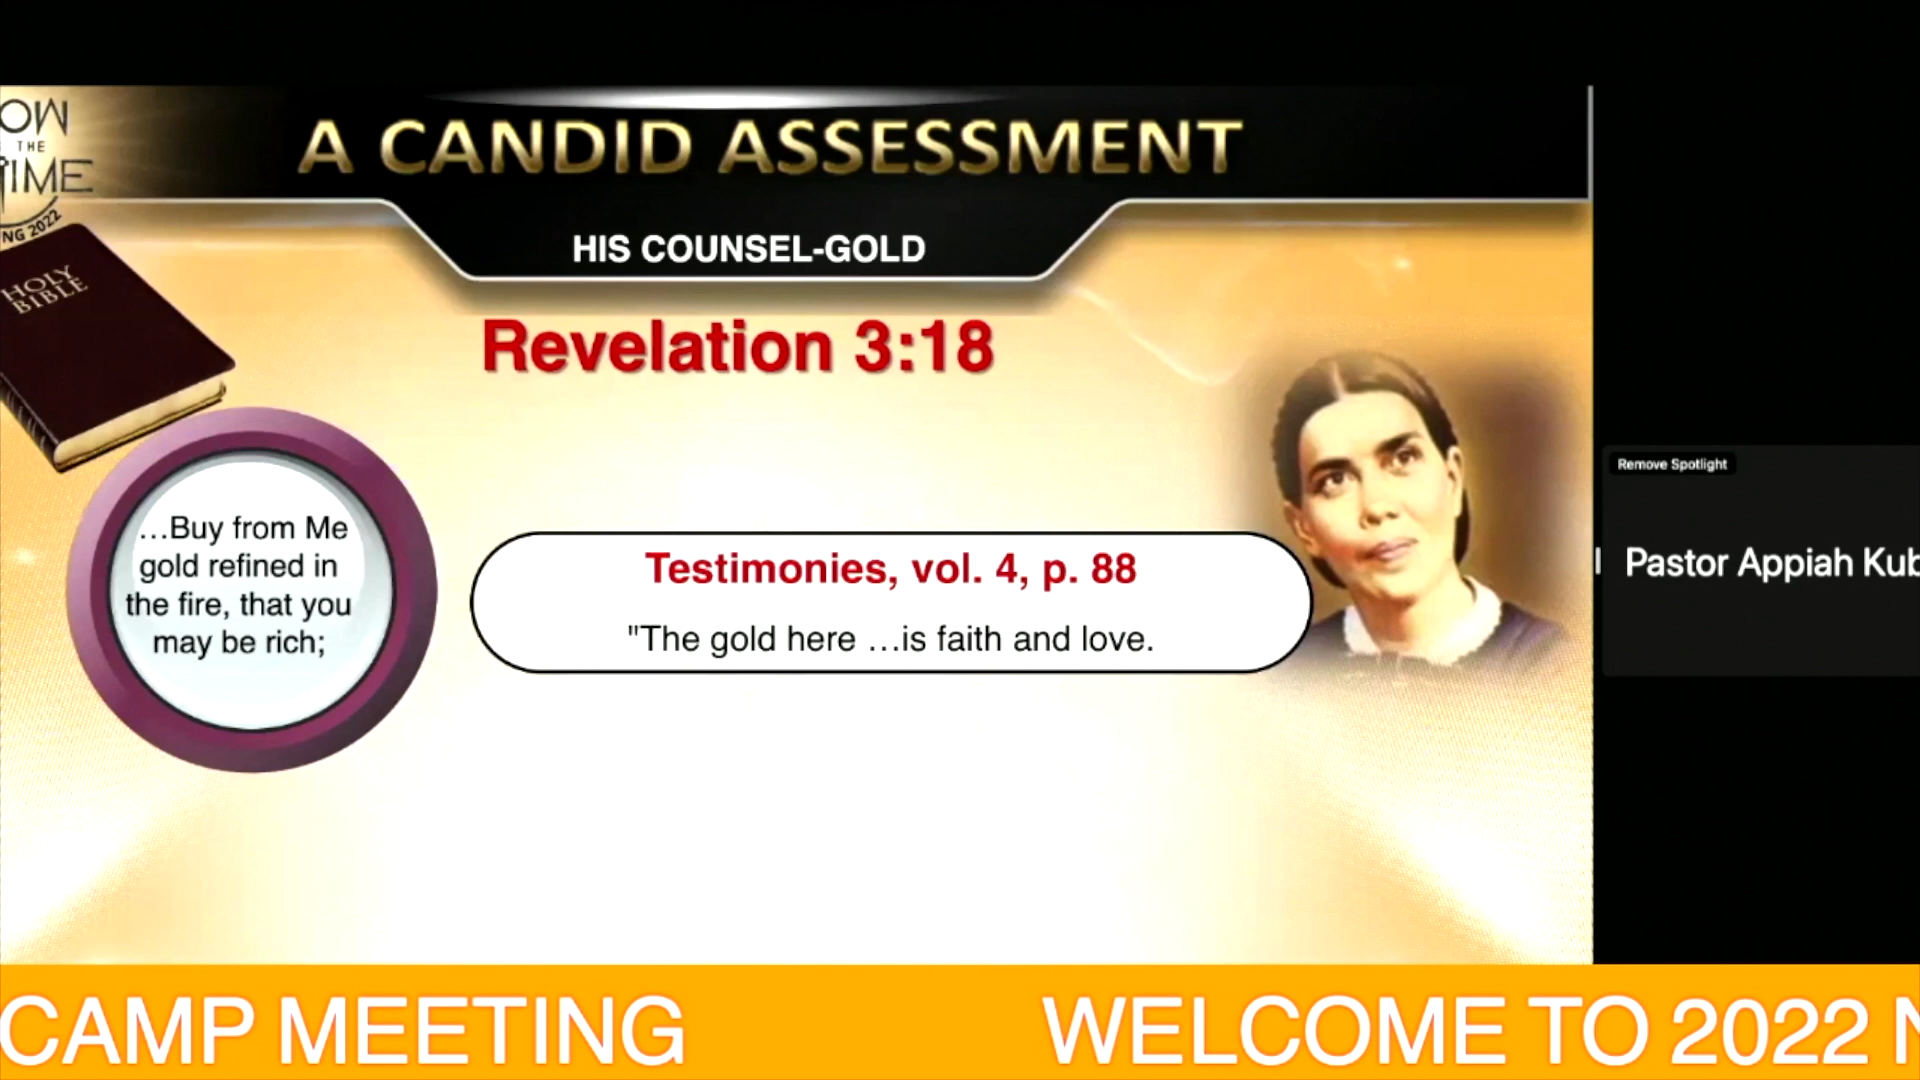 OW
THE
TIME
NG 2022
A CANDID ASSESSMENT
HIS COUNSEL-GOLD
HOLY
BIBLE
Revelation 3:18
…Buy from Me
gold refined in
the fire, that you
may be rich;
Testimonies, vol. 4, p. 88
"The gold here …is faith and love.
Remove Spotlight
Pastor Appiah Kub
CAMP MEETING
WELCOME TO 2022 N